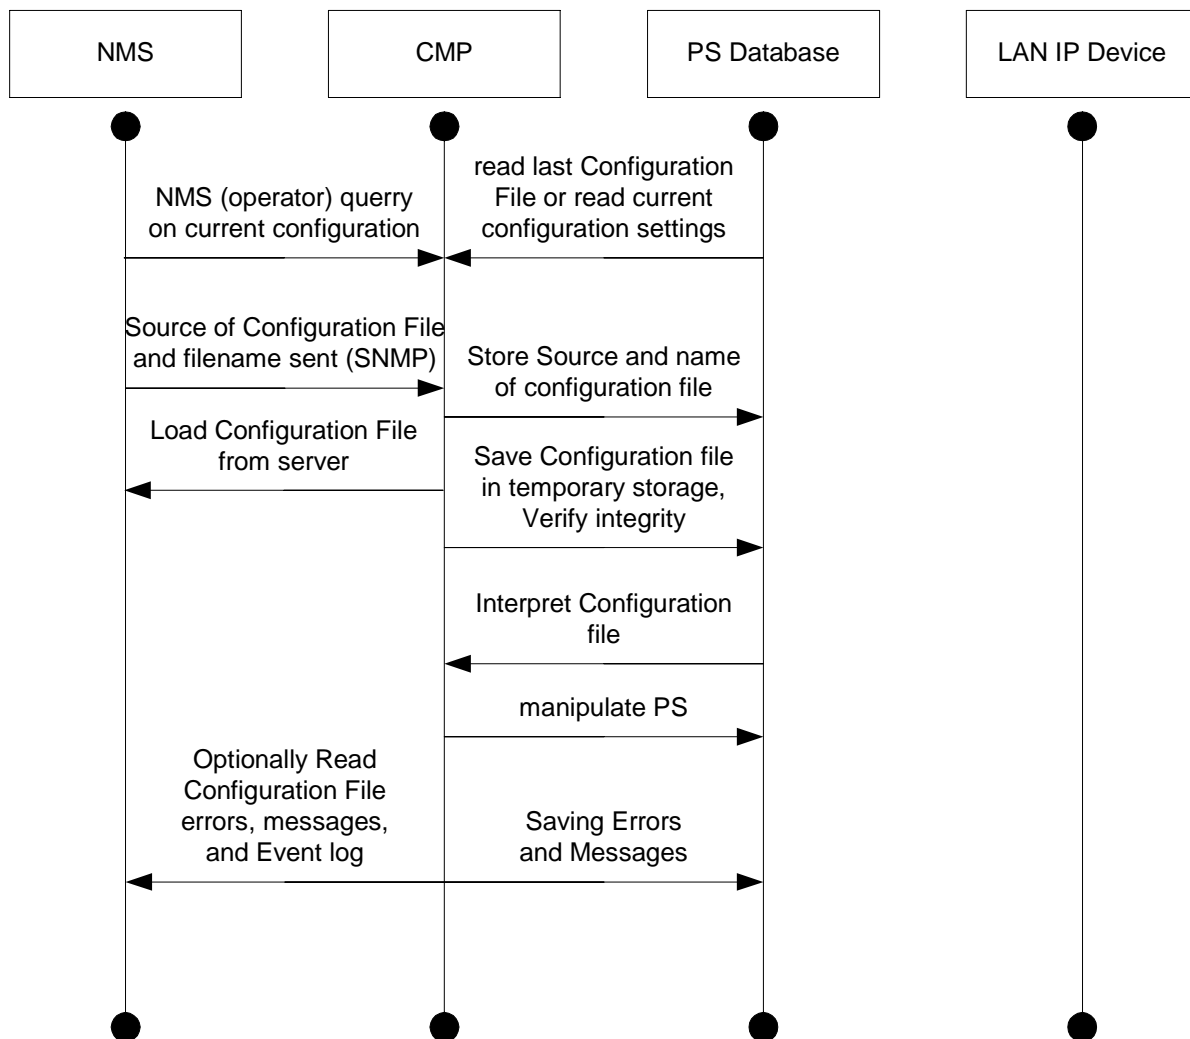 NMS
CMP
PS Database
LAN IP Device
NMS (operator) querry
on current configuration
read last Configuration
File or read current
configuration settings
Source of Configuration File
and filename sent (SNMP)
Store Source and name
of configuration file
Load Configuration File
from server
Save Configuration file
in temporary storage,
Verify integrity
Interpret Configuration
file
manipulate PS
Optionally Read
Configuration File
errors, messages,
and Event log
Saving Errors
and Messages